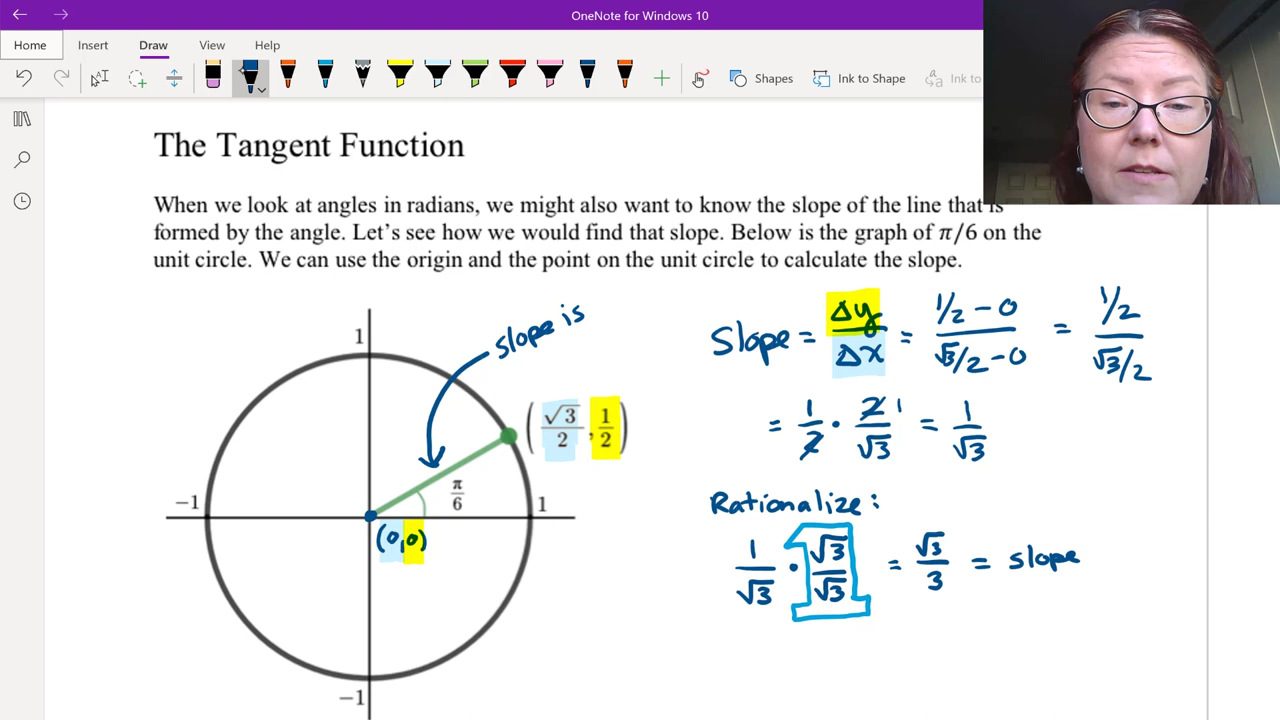 OneNote for Windows 10
Home Insert Draw View Help
Shapes Ink to Shape Ink to
The Tangent Function
When we look at angles in radians, we might also want to know the slope of the line that is
formed by the angle. Let's see how we would find that slope. Below is the graph of π/6 on the
unit circle. We can use the origin and the point on the unit circle to calculate the slope.
slope is
1
(√3/2, 1/2)
π/6
−1
1
(0,0)
−1
Slope = Δy/Δx = (1/2 − 0)/(√3/2 − 0) = (1/2)/(√3/2)
= 1/2 · 2/√3 1 = 1/√3
Rationalize:
1/√3 · √3/√3 = √3/3 = slope